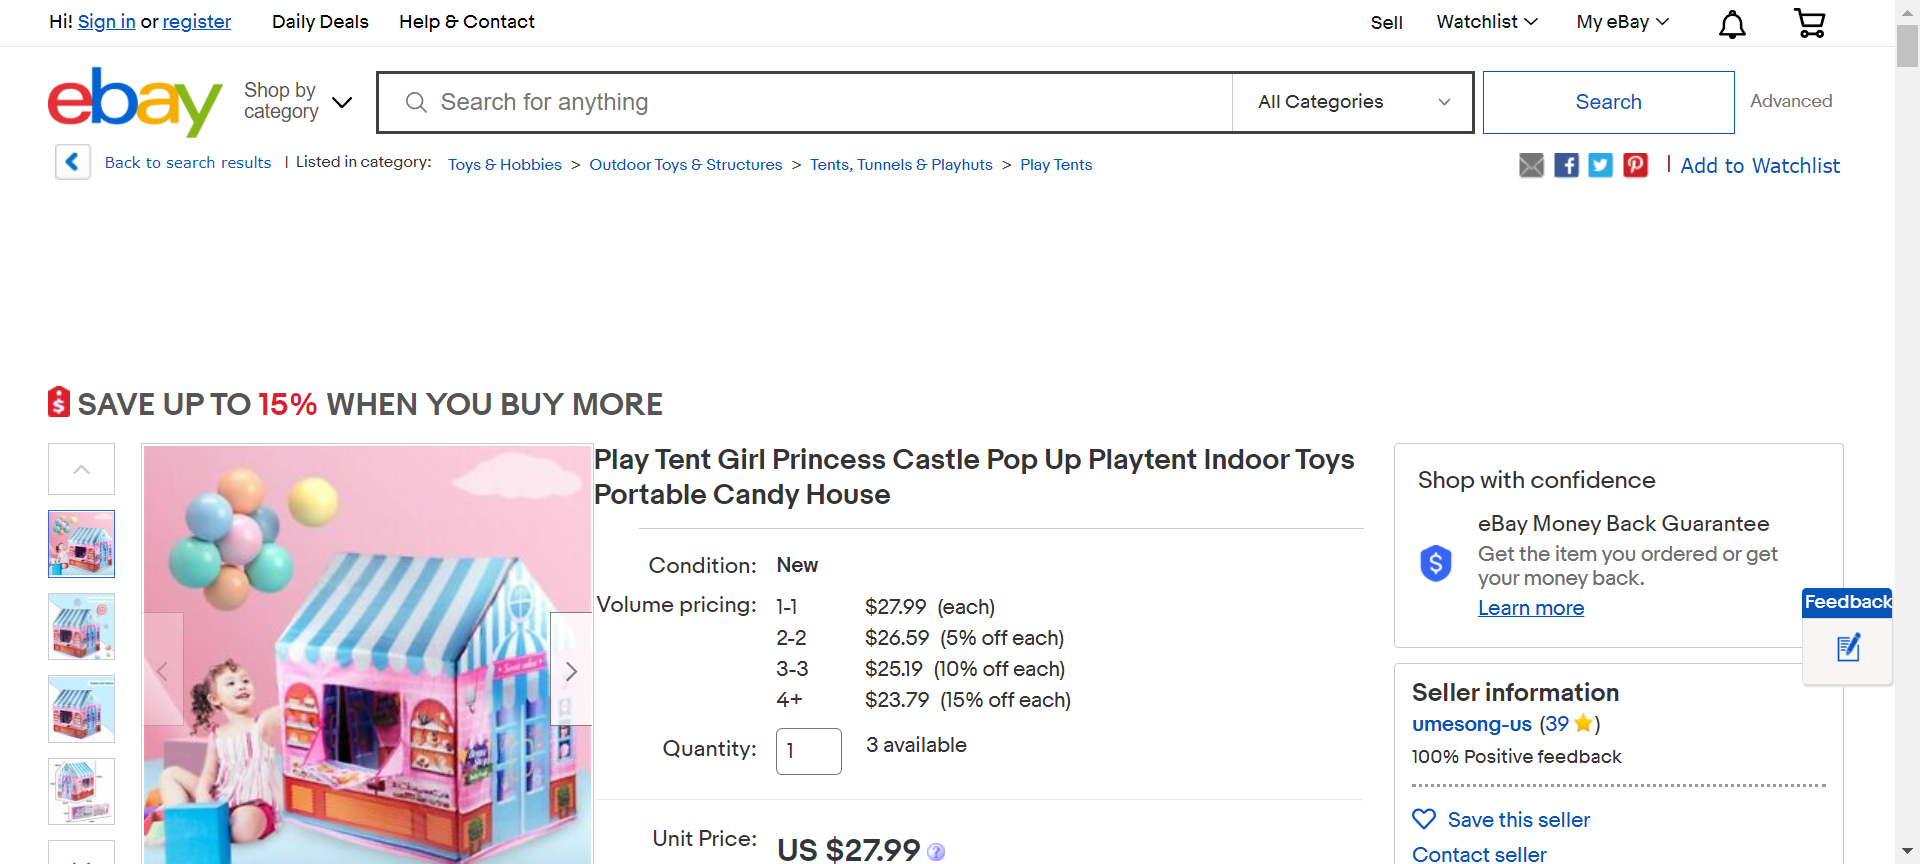 Hi! Sign in or register Daily Deals Help & Contact Sell Watchlist My eBay
ebay Shop by category Search for anything All Categories Search Advanced
Back to search results | Listed in category: Toys & Hobbies > Outdoor Toys & Structures > Tents, Tunnels & Playhuts > Play Tents | Add to Watchlist
SAVE UP TO 15% WHEN YOU BUY MORE
Play Tent Girl Princess Castle Pop Up Playtent Indoor Toys
Portable Candy House
Condition: New
Volume pricing: 1-1 $27.99 (each)
2-2 $26.59 (5% off each)
3-3 $25.19 (10% off each)
4+ $23.79 (15% off each)
Quantity: 1 3 available
Unit Price: US $27.99
Shop with confidence
eBay Money Back Guarantee
Get the item you ordered or get
your money back.
Learn more
Feedback
Seller information
umesong-us (39)
100% Positive feedback
Save this seller
Contact seller